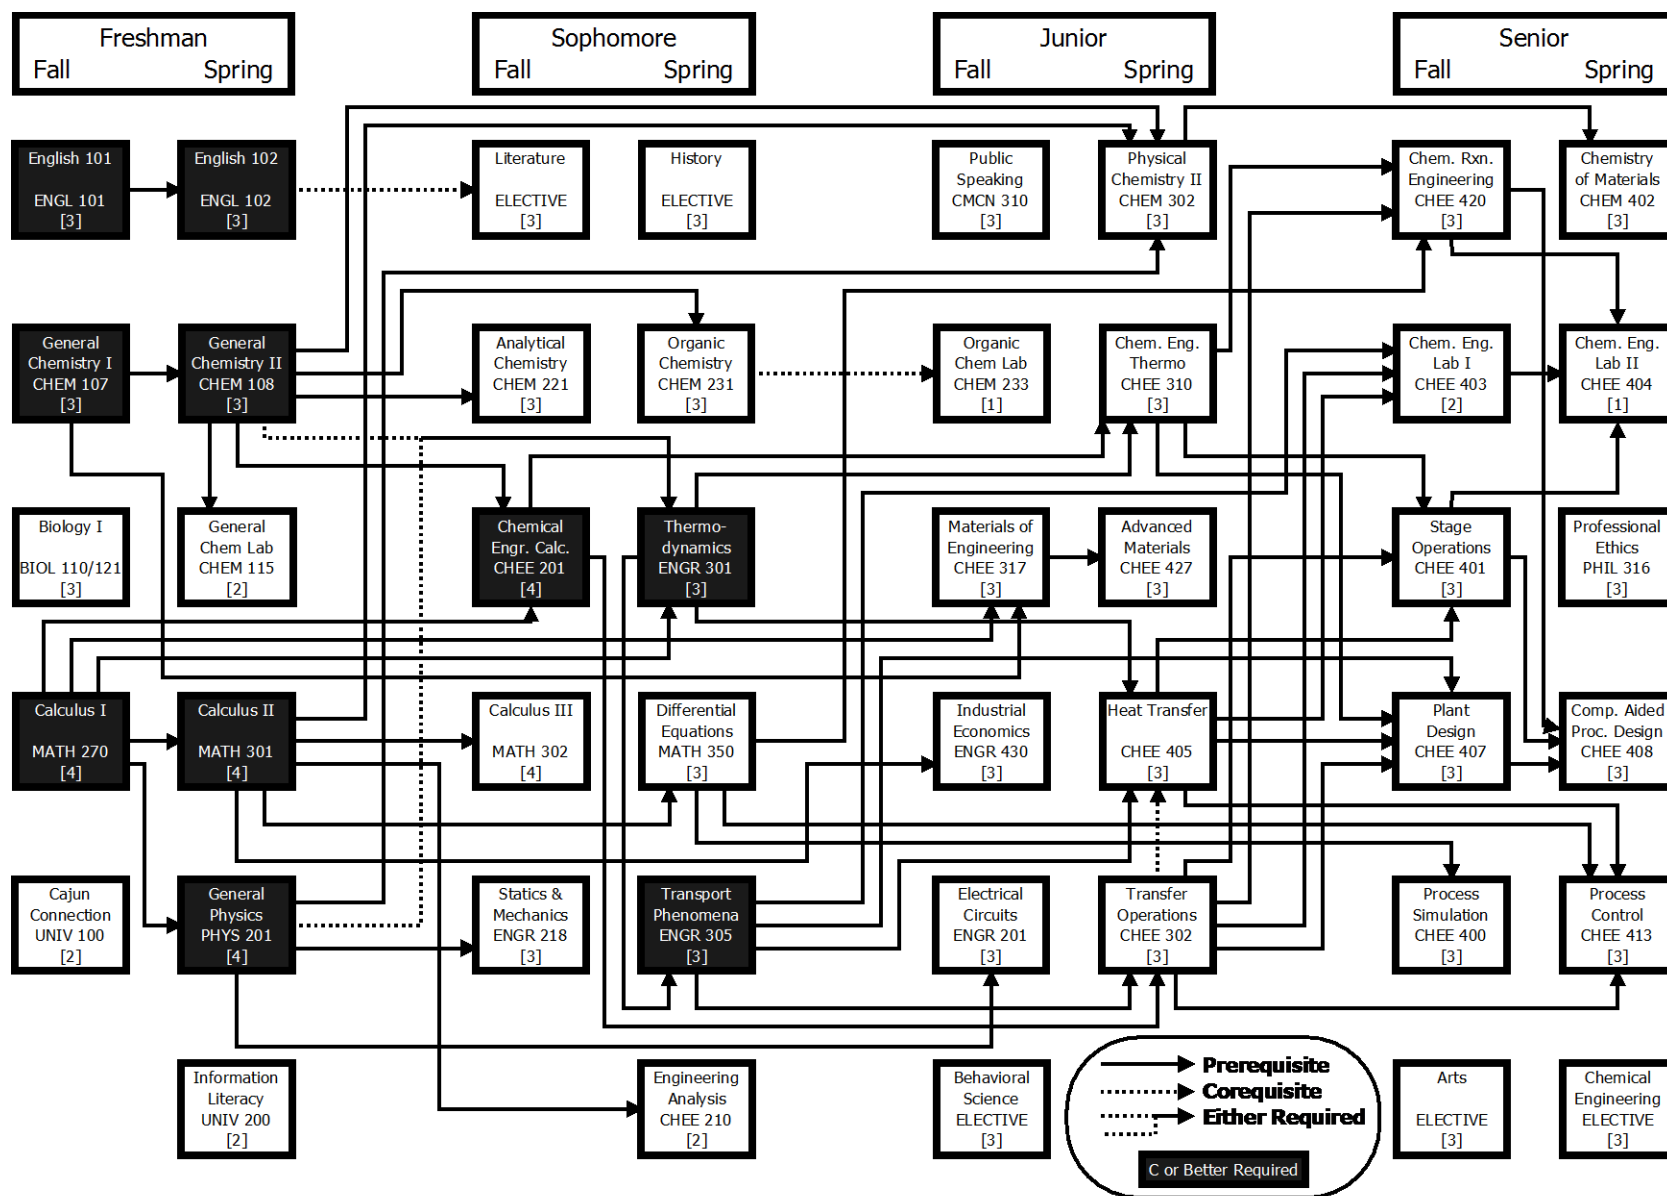 Freshman
Fall Spring
Sophomore
Fall Spring
Junior
Fall Spring
Senior
Fall Spring
English 101
ENGL 101
[3]
English 102
ENGL 102
[3]
Literature
ELECTIVE
[3]
History
ELECTIVE
[3]
Public
Speaking
CMCN 310
[3]
Physical
Chemistry II
CHEM 302
[3]
Chem. Rxn.
Engineering
CHEE 420
[3]
Chemistry
of Materials
CHEM 402
[3]
General
Chemistry I
CHEM 107
[3]
General
Chemistry II
CHEM 108
[3]
Analytical
Chemistry
CHEM 221
[3]
Organic
Chemistry
CHEM 231
[3]
Organic
Chem Lab
CHEM 233
[1]
Chem. Eng.
Thermo
CHEE 310
[3]
Chem. Eng.
Lab I
CHEE 403
[2]
Chem. Eng.
Lab II
CHEE 404
[1]
Biology I
BIOL 110/121
[3]
General
Chem Lab
CHEM 115
[2]
Chemical
Engr. Calc.
CHEE 201
[4]
Thermo-
dynamics
ENGR 301
[3]
Materials of
Engineering
CHEE 317
[3]
Advanced
Materials
CHEE 427
[3]
Stage
Operations
CHEE 401
[3]
Professional
Ethics
PHIL 316
[3]
Calculus I
MATH 270
[4]
Calculus II
MATH 301
[4]
Calculus III
MATH 302
[4]
Differential
Equations
MATH 350
[3]
Industrial
Economics
ENGR 430
[3]
Heat Transfer
CHEE 405
[3]
Plant
Design
CHEE 407
[3]
Comp. Aided
Proc. Design
CHEE 408
[3]
Cajun
Connection
UNIV 100
[2]
General
Physics
PHYS 201
[4]
Statics &
Mechanics
ENGR 218
[3]
Transport
Phenomena
ENGR 305
[3]
Electrical
Circuits
ENGR 201
[3]
Transfer
Operations
CHEE 302
[3]
Process
Simulation
CHEE 400
[3]
Process
Control
CHEE 413
[3]
Information
Literacy
UNIV 200
[2]
Engineering
Analysis
CHEE 210
[2]
Behavioral
Science
ELECTIVE
[3]
Prerequisite
Corequisite
Either Required
C or Better Required
Arts
ELECTIVE
[3]
Chemical
Engineering
ELECTIVE
[3]